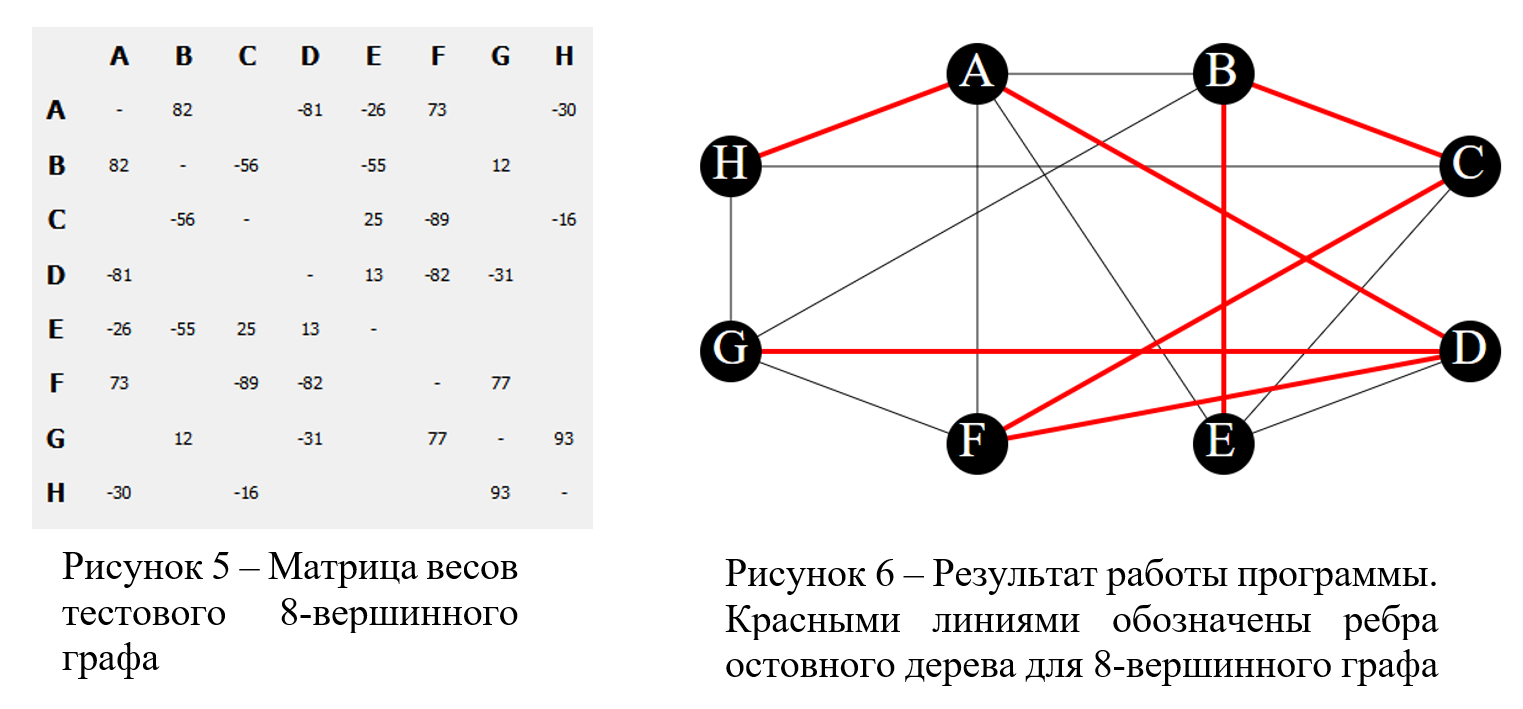 A B C D E F G H
A - 82 -81 -26 73 -30
B 82 - -56 -55 12
C -56 - 25 -89 -16
D -81 - 13 -82 -31
E -26 -55 25 13 -
F 73 -89 -82 - 77
G 12 -31 77 - 93
H -30 -16 93 -
Рисунок 5 – Матрица весов
тестового 8-вершинного
графа
A B
H C
G D
F E
Рисунок 6 – Результат работы программы.
Красными линиями обозначены ребра
остовного дерева для 8-вершинного графа